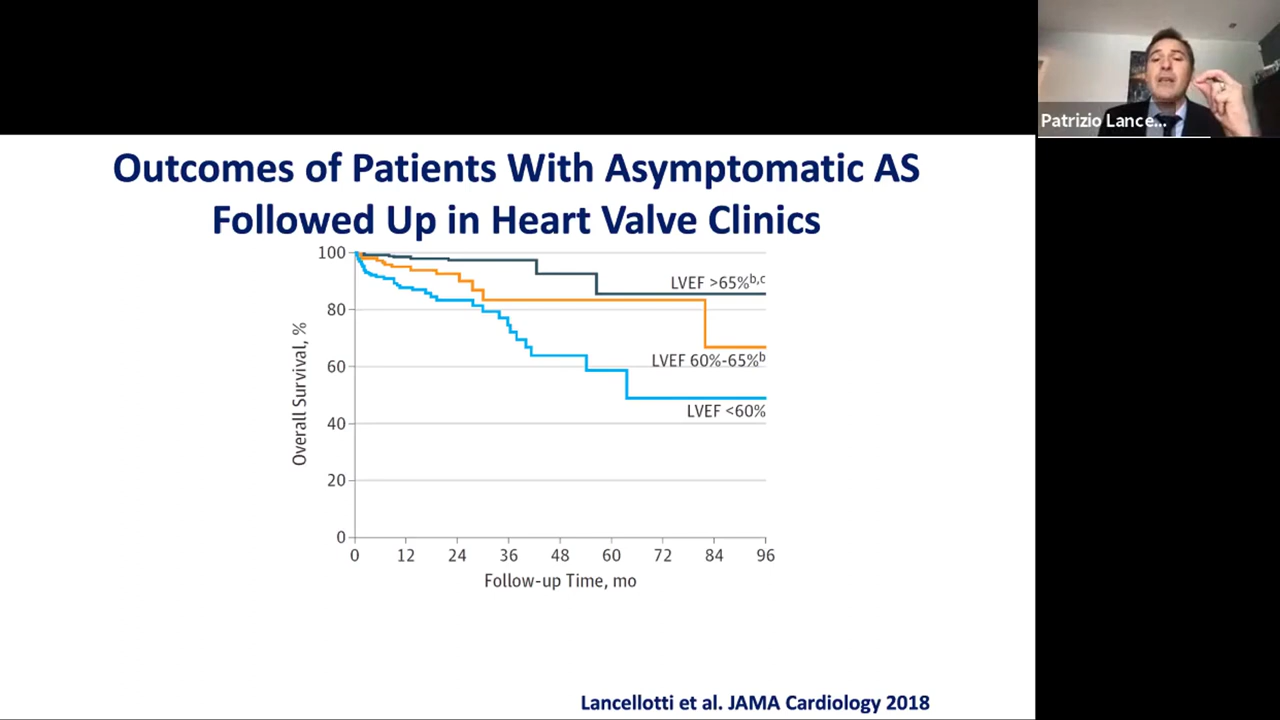 Patrizio Lance...
Outcomes of Patients With Asymptomatic AS
Followed Up in Heart Valve Clinics
100
80
60
40
20
0
Overall Survival, %
LVEF >65%b,c
LVEF 60%-65%b
LVEF <60%
0 12 24 36 48 60 72 84 96
Follow-up Time, mo
Lancellotti et al. JAMA Cardiology 2018